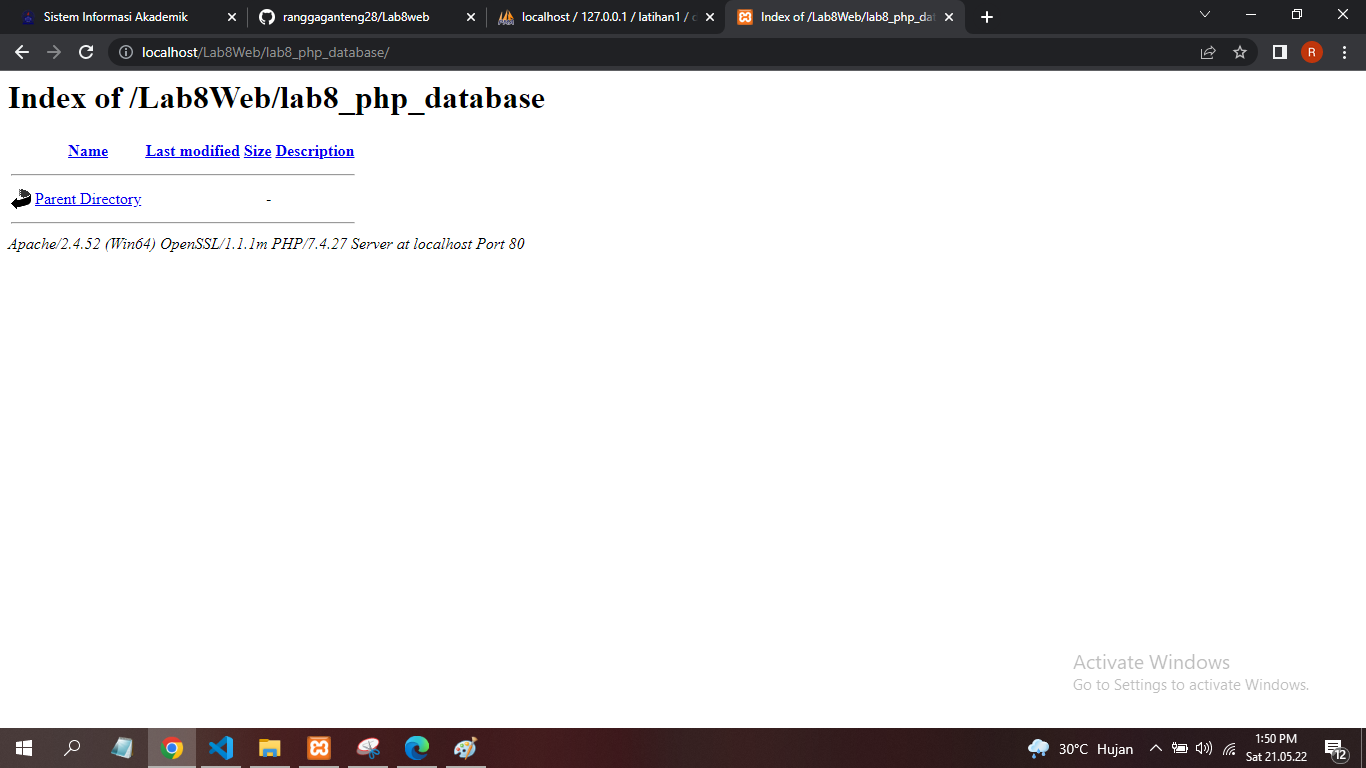 Sistem Informasi Akademik
ranggaganteng28/Lab8web
localhost / 127.0.0.1 / latihan1 /
Index of /Lab8Web/lab8_php_dat
localhost/Lab8Web/lab8_php_database/
R
Index of /Lab8Web/lab8_php_database
Name Last modified Size Description
Parent Directory -
Apache/2.4.52 (Win64) OpenSSL/1.1.1m PHP/7.4.27 Server at localhost Port 80
Activate Windows
Go to Settings to activate Windows.
30°C Hujan
1:50 PM
Sat 21.05.22
12